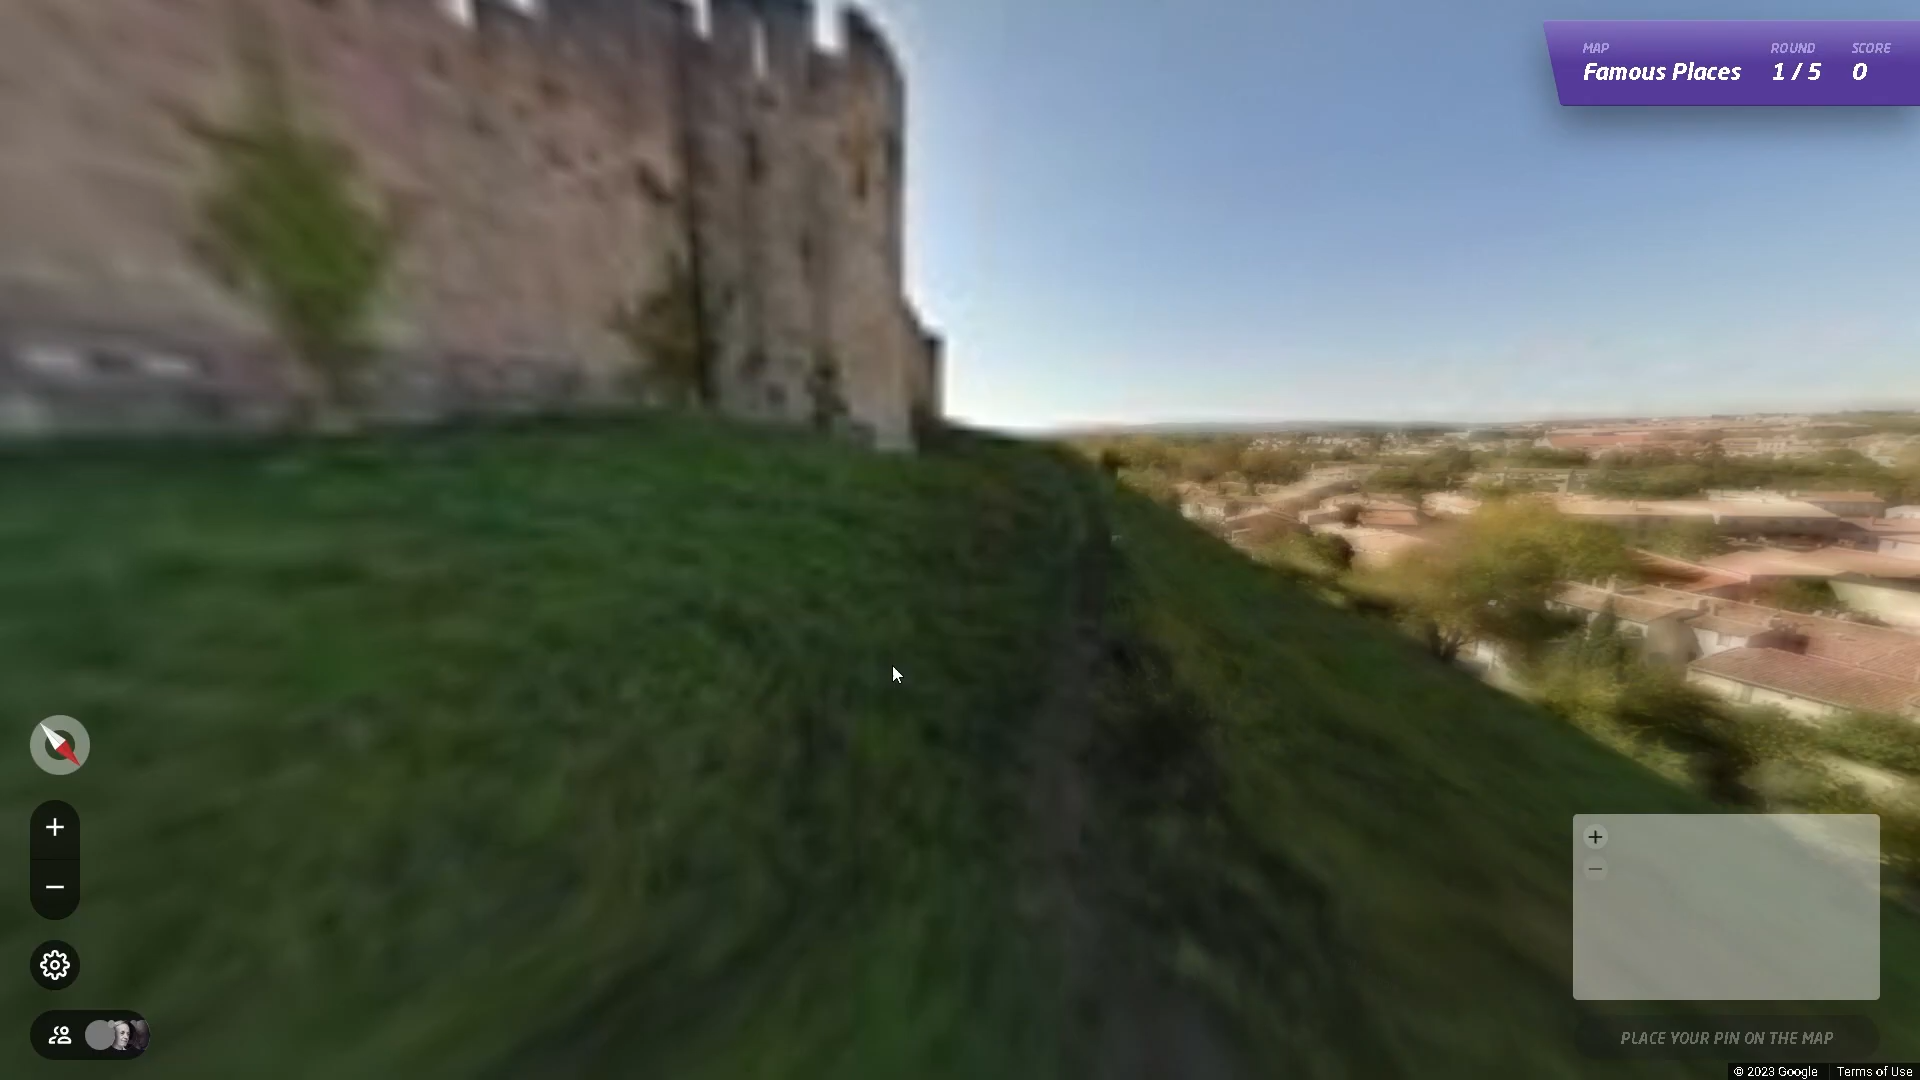 MAP ROUND SCORE
Famous Places 1 / 5 0
PLACE YOUR PIN ON THE MAP
© 2023 Google Terms of Use